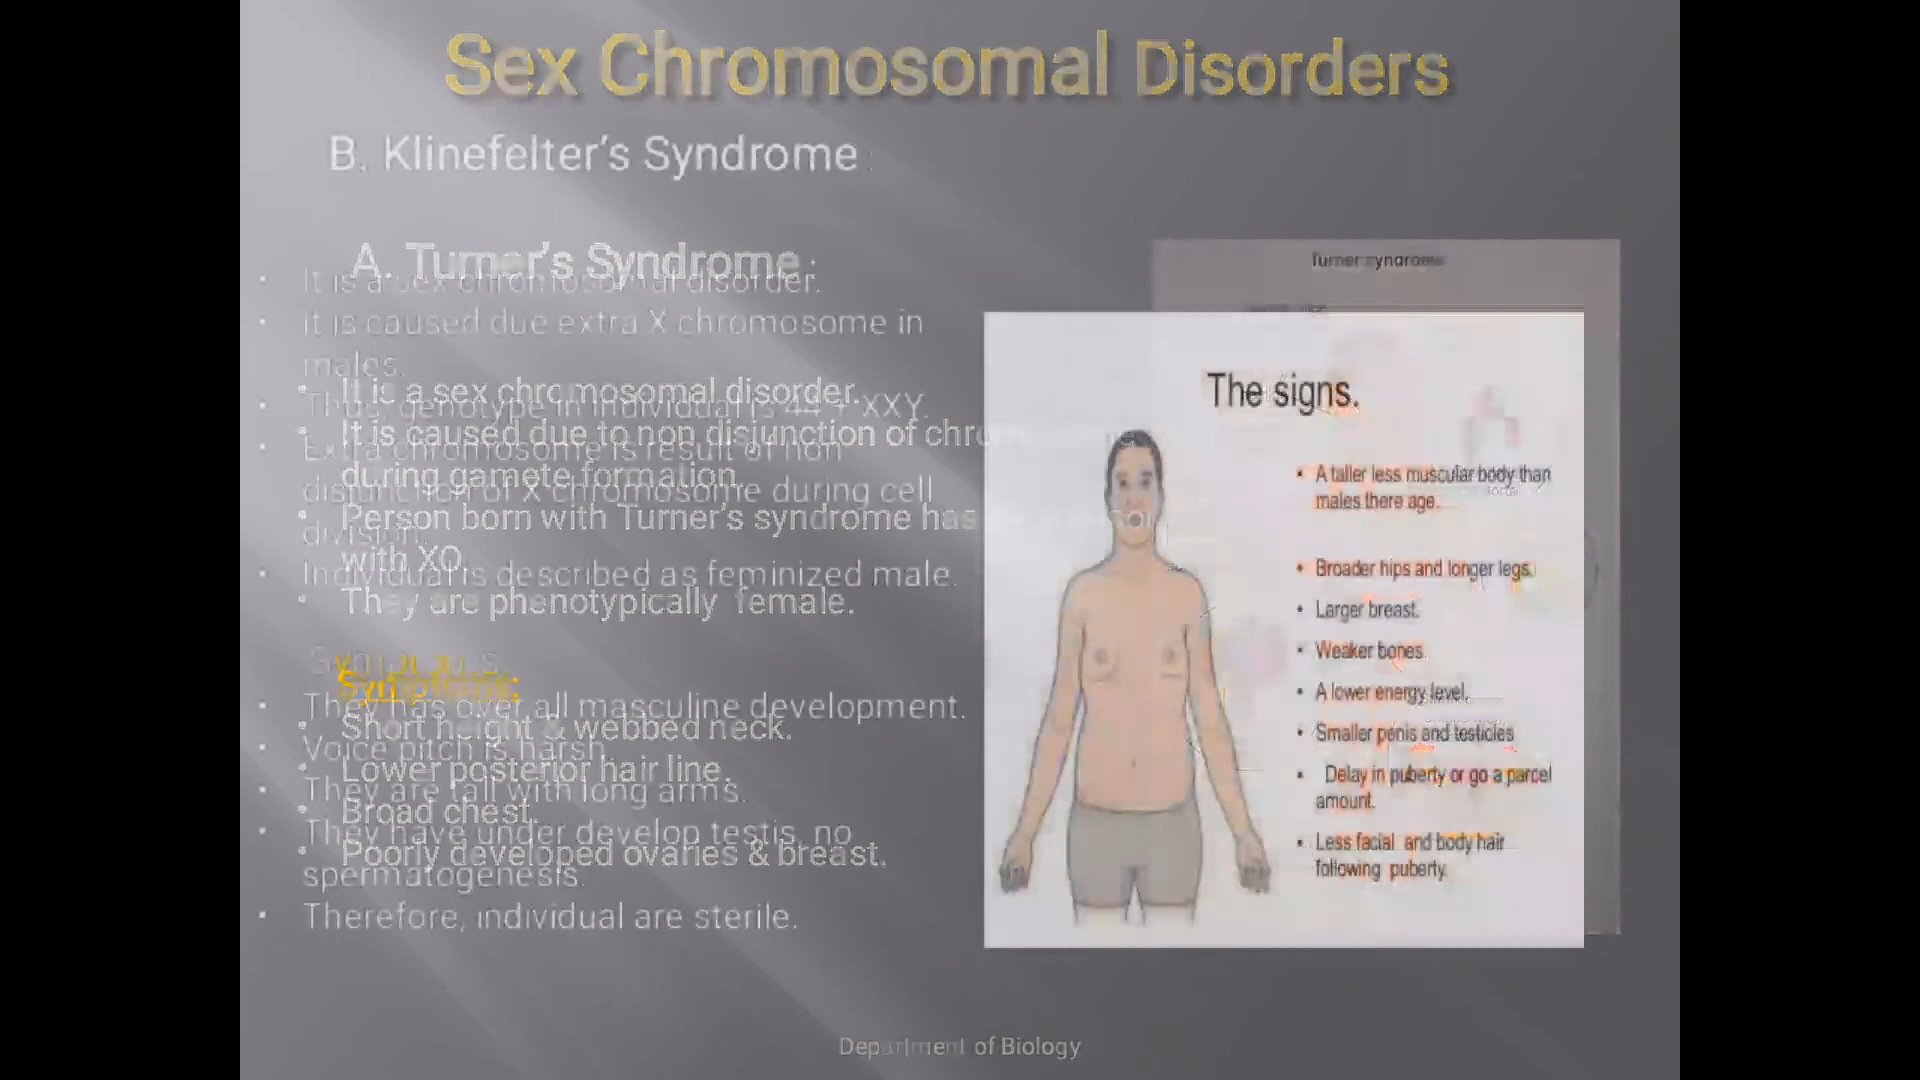 Sex Chromosomal Disorders
B. Klinefelter's Syndrome :
• It is a sex chromosomal disorder.
• It is caused due extra X chromosome in
males.
• Thus, genotype in individual is 44 + XXY.
• Extra chromosome is result of non
disjunction of X chromosome during cell
division.
• Individual is described as feminized male.
Symptoms:
• They has over all masculine development.
• Voice pitch is harsh.
• They are tall with long arms.
• They have under develop testis, no
spermatogenesis.
• Therefore, individual are sterile.
A. Turner's Syndrome :
• It is a sex chromosomal disorder.
• It is caused due to non disjunction of
during gamete formation.
• Person born with Turner's syndrome has
with XO.
• They are phenotypically female.
Symptoms:
• Short height & webbed neck.
• Lower posterior hair line.
• Broad chest.
• Poorly developed ovaries & breast.
Turner syndrome
The signs.
• A taller less muscular body than
males there age.
• Broader hips and longer legs.
• Larger breast.
• Weaker bones.
• A lower energy level.
• Smaller penis and testicles
• Delay in puberty or go a parcel
amount.
• Less facial and body hair
following puberty.
Department of Biology